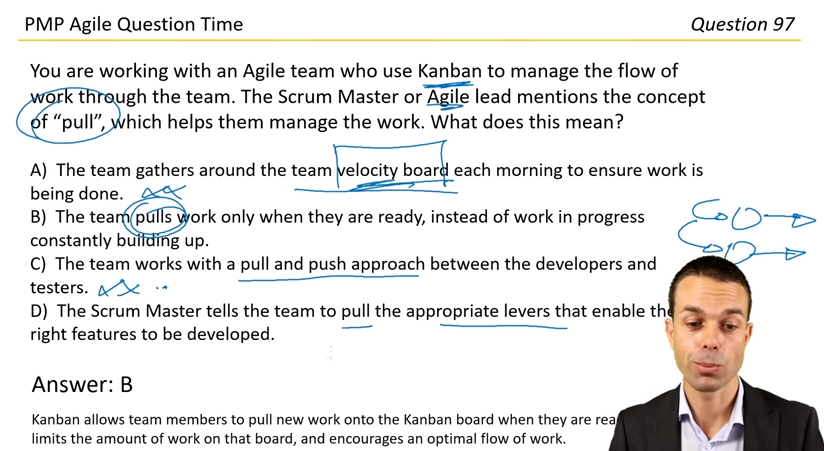 PMP Agile Question Time
Question 97
You are working with an Agile team who use Kanban to manage the flow of
work through the team. The Scrum Master or Agile lead mentions the concept
of “pull”, which helps them manage the work. What does this mean?
A) The team gathers around the team velocity board each morning to ensure work is
being done.
B) The team pulls work only when they are ready, instead of work in progress
constantly building up.
C) The team works with a pull and push approach between the developers and
testers.
D) The Scrum Master tells the team to pull the appropriate levers that enable the
right features to be developed.
Answer: B
Kanban allows team members to pull new work onto the Kanban board when they are
limits the amount of work on that board, and encourages an optimal flow of work.